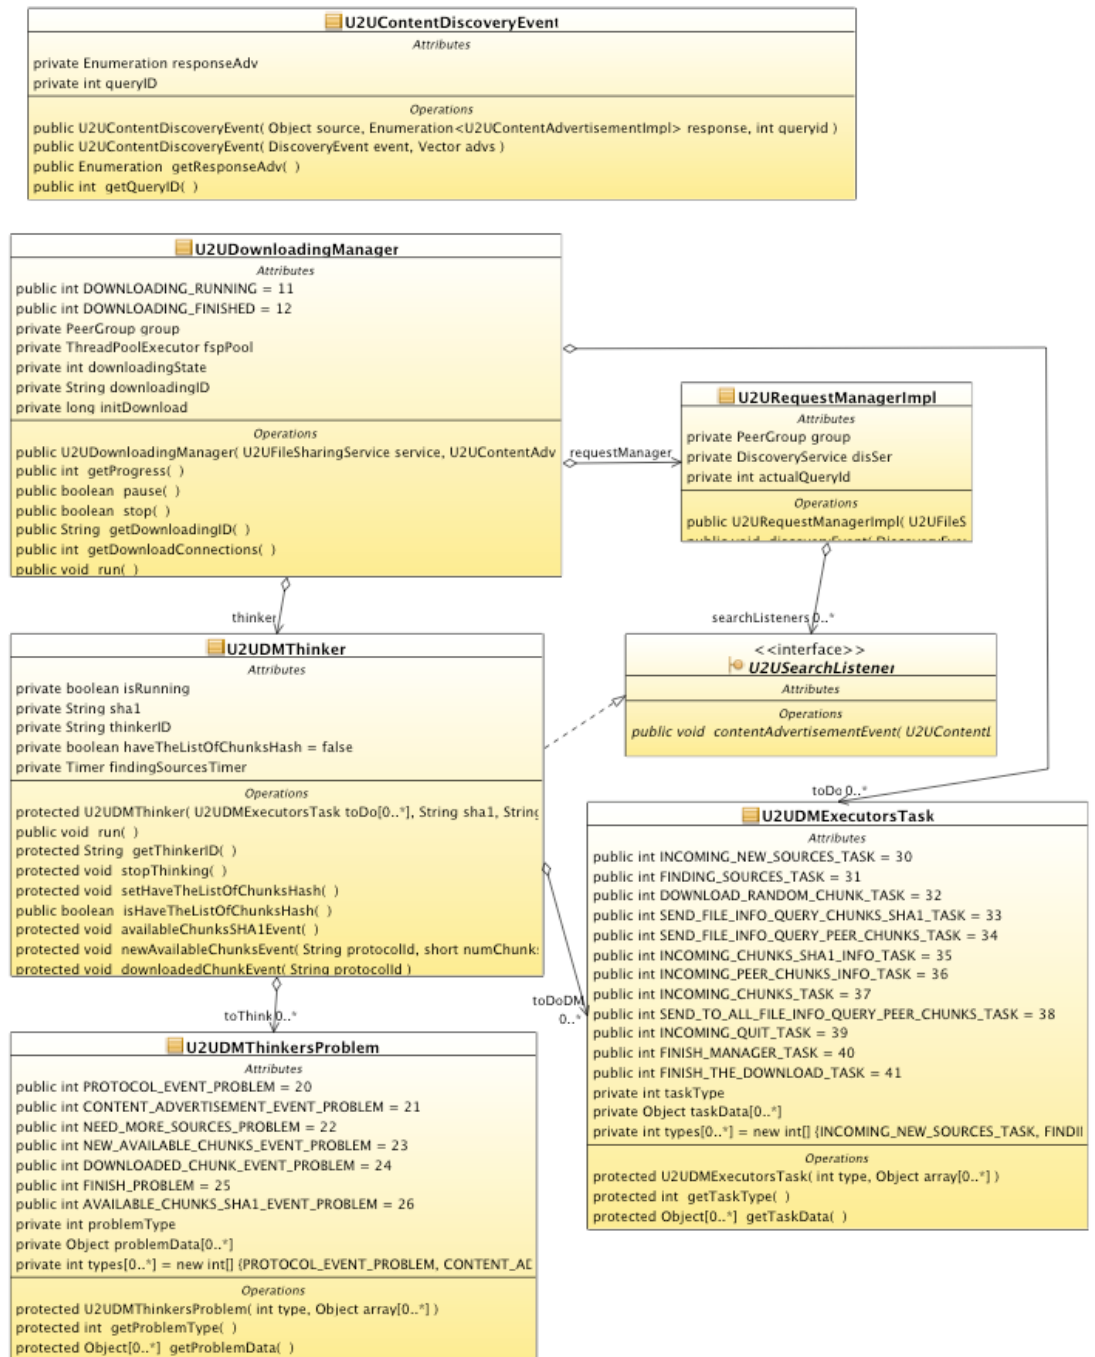 U2UContentDiscoveryEvent
Attributes
private Enumeration responseAdv
private int queryID
Operations
public U2UContentDiscoveryEvent( Object source, Enumeration<U2UContentAdvertisementImpl> response, int queryid )
public U2UContentDiscoveryEvent( DiscoveryEvent event, Vector advs )
public Enumeration getResponseAdv( )
public int getQueryID( )
U2UDownloadingManager
Attributes
public int DOWNLOADING_RUNNING = 11
public int DOWNLOADING_FINISHED = 12
private PeerGroup group
private ThreadPoolExecutor fspPool
private int downloadingState
private String downloadingID
private long initDownload
Operations
public U2UDownloadingManager( U2UFileSharingService service, U2UContentAdv
public int getProgress( )
public boolean pause( )
public boolean stop( )
public String getDownloadingID( )
public int getDownloadConnections( )
public void run( )
requestManager
U2URequestManagerImpl
Attributes
private PeerGroup group
private DiscoveryService disSer
private int actualQueryId
Operations
public U2URequestManagerImpl( U2UFileS
public void discoveryEvent( DiscoveryEve
thinker
searchListeners 0..*
U2UDMThinker
Attributes
private boolean isRunning
private String sha1
private String thinkerID
private boolean haveTheListOfChunksHash = false
private Timer findingSourcesTimer
Operations
protected U2UDMThinker( U2UDMExecutorsTask toDo[0..*], String sha1, String
public void run( )
protected String getThinkerID( )
protected void stopThinking( )
protected void setHaveTheListOfChunksHash( )
public boolean isHaveTheListOfChunksHash( )
protected void availableChunksSHA1Event( )
protected void newAvailableChunksEvent( String protocolId, short numChunks
protected void downloadedChunkEvent( String protocolId )
<<interface>>
U2USearchListener
Attributes
Operations
public void contentAdvertisementEvent( U2UContentD
toDo 0..*
U2UDMExecutorsTask
Attributes
public int INCOMING_NEW_SOURCES_TASK = 30
public int FINDING_SOURCES_TASK = 31
public int DOWNLOAD_RANDOM_CHUNK_TASK = 32
public int SEND_FILE_INFO_QUERY_CHUNKS_SHA1_TASK = 33
public int SEND_FILE_INFO_QUERY_PEER_CHUNKS_TASK = 34
public int INCOMING_CHUNKS_SHA1_INFO_TASK = 35
public int INCOMING_PEER_CHUNKS_INFO_TASK = 36
public int INCOMING_CHUNKS_TASK = 37
public int SEND_TO_ALL_FILE_INFO_QUERY_PEER_CHUNKS_TASK = 38
public int INCOMING_QUIT_TASK = 39
public int FINISH_MANAGER_TASK = 40
public int FINISH_THE_DOWNLOAD_TASK = 41
private int taskType
private Object taskData[0..*]
private int types[0..*] = new int[] {INCOMING_NEW_SOURCES_TASK, FINDII
Operations
protected U2UDMExecutorsTask( int type, Object array[0..*] )
protected int getTaskType( )
protected Object[0..*] getTaskData( )
toDoDM
0..*
toThink 0..*
U2UDMThinkersProblem
Attributes
public int PROTOCOL_EVENT_PROBLEM = 20
public int CONTENT_ADVERTISEMENT_EVENT_PROBLEM = 21
public int NEED_MORE_SOURCES_PROBLEM = 22
public int NEW_AVAILABLE_CHUNKS_EVENT_PROBLEM = 23
public int DOWNLOADED_CHUNK_EVENT_PROBLEM = 24
public int FINISH_PROBLEM = 25
public int AVAILABLE_CHUNKS_SHA1_EVENT_PROBLEM = 26
private int problemType
private Object problemData[0..*]
private int types[0..*] = new int[] {PROTOCOL_EVENT_PROBLEM, CONTENT_AD
Operations
protected U2UDMThinkersProblem( int type, Object array[0..*] )
protected int getProblemType( )
protected Object[0..*] getProblemData( )